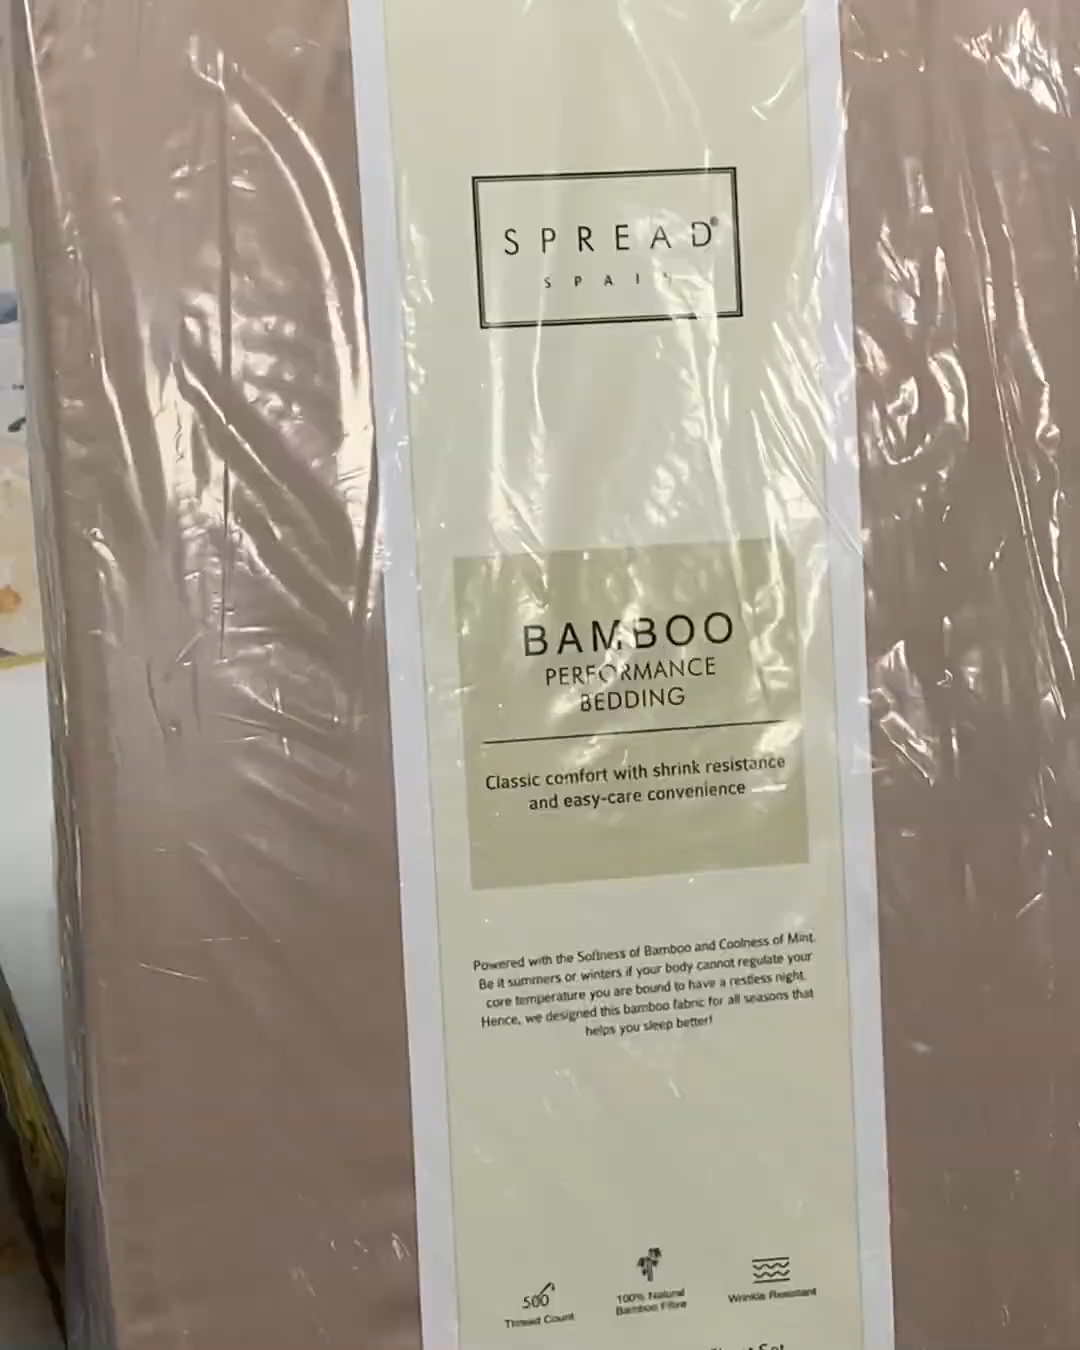 SPREAD®
SPAIN
BAMBOO
PERFORMANCE
BEDDING
Classic comfort with shrink resistance
and easy-care convenience
Powered with the Softness of Bamboo and Coolness of Mint.
Be it summers or winters if your body cannot regulate your
core temperature you are bound to have a restless night.
Hence, we designed this bamboo fabric for all seasons that
helps you sleep better!
500
Thread Count
100% Natural
Bamboo Fibre
Wrinkle Resistant
Set